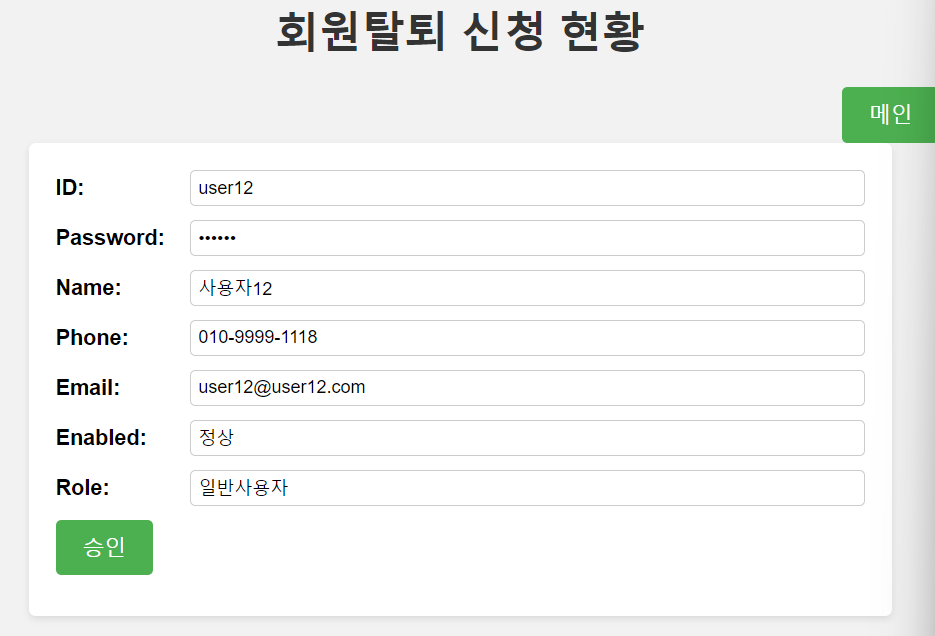 회원탈퇴 신청 현황
메인
ID: user12
Password: ••••••
Name: 사용자12
Phone: 010-9999-1118
Email: user12@user12.com
Enabled: 정상
Role: 일반사용자
승인